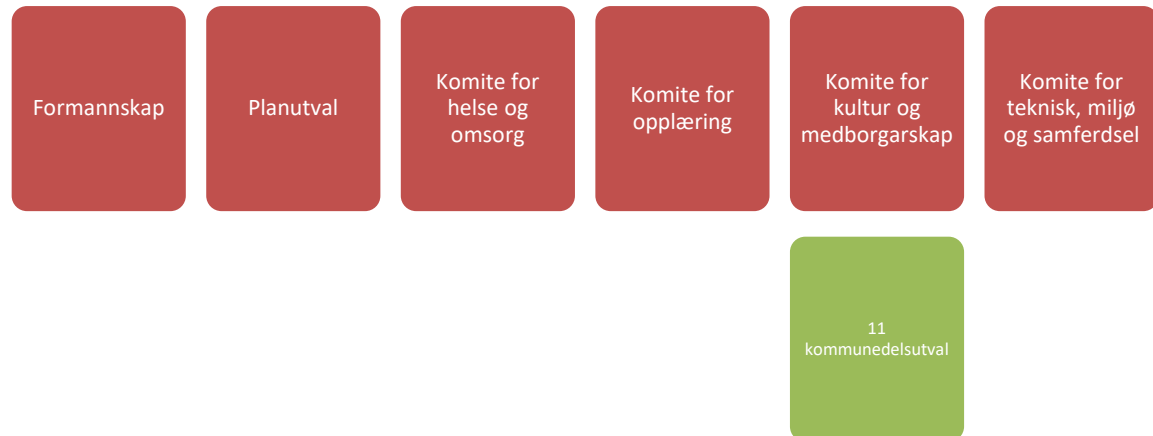 Formannskap
Planutval
Komite for
helse og
omsorg
Komite for
opplæring
Komite for
kultur og
medborgarskap
Komite for
teknisk, miljø
og samferdsel
11
kommunedelsutval